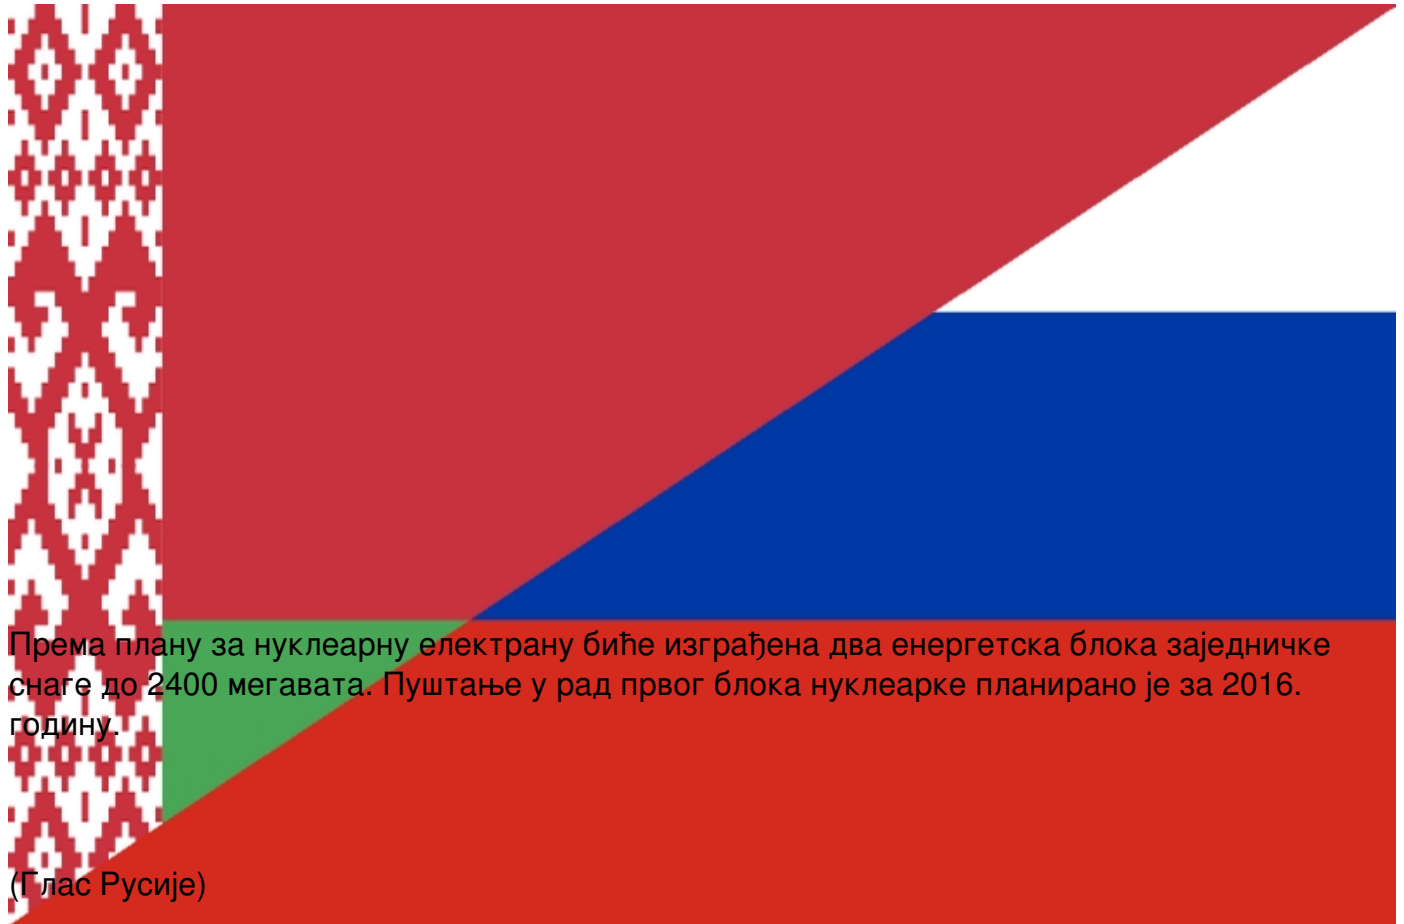 Према плану за нуклеарну електрану биће изграђена два енергетска блока заједничке
снаге до 2400 мегавата. Пуштање у рад првог блока нуклеарке планирано је за 2016.
годину.
(Глас Русије)